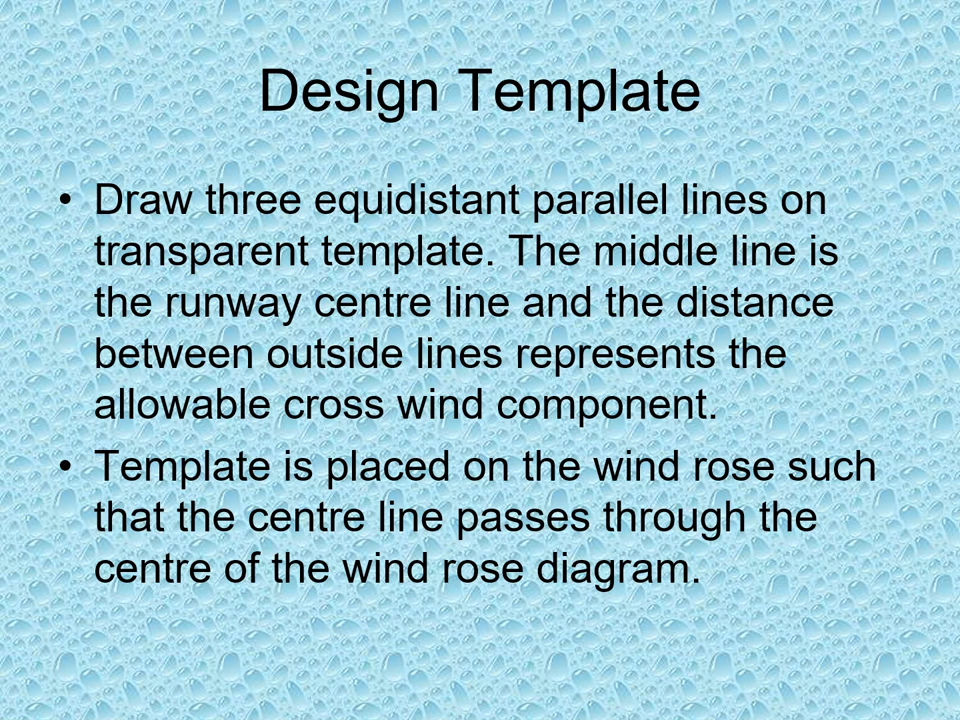 Design Template
• Draw three equidistant parallel lines on
transparent template. The middle line is
the runway centre line and the distance
between outside lines represents the
allowable cross wind component.
• Template is placed on the wind rose such
that the centre line passes through the
centre of the wind rose diagram.